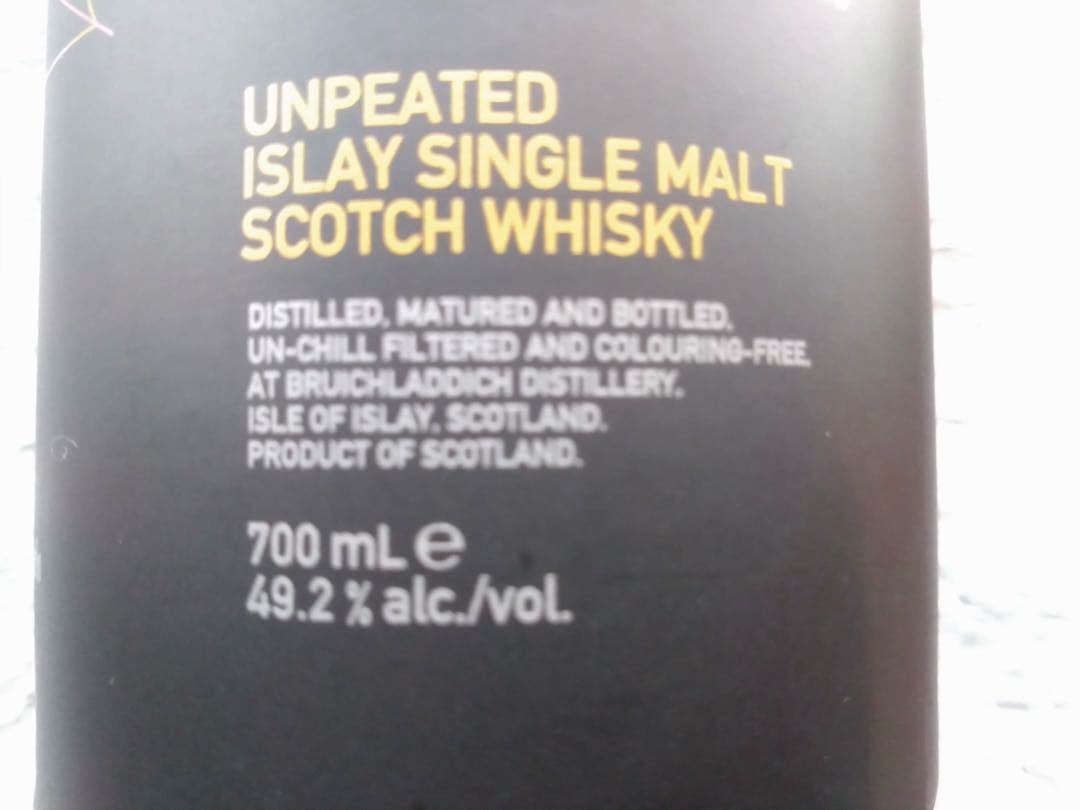 UNPEATED
ISLAY SINGLE MALT
SCOTCH WHISKY
DISTILLED, MATURED AND BOTTLED,
UN-CHILL FILTERED AND COLOURING-FREE,
AT BRUICHLADDICH DISTILLERY,
ISLE OF ISLAY, SCOTLAND.
PRODUCT OF SCOTLAND.
700 mL e
49.2 % alc./vol.